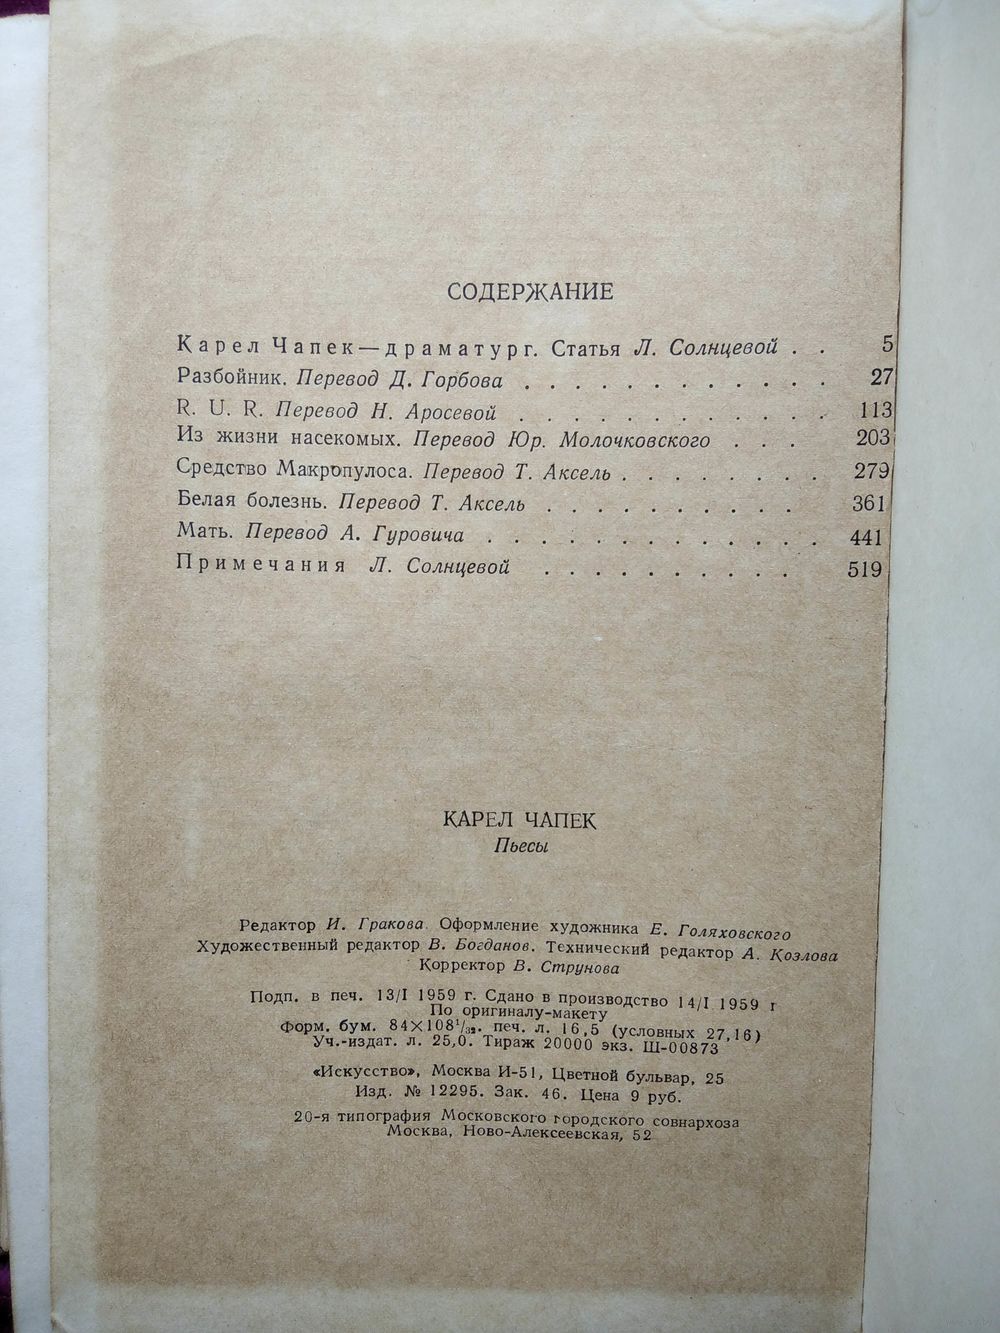 СОДЕРЖАНИЕ
Карел Чапек—драматург. Статья Л. Солнцевой . . 5
Разбойник. Перевод Д. Горбова . . . . . . . . . . . . 27
R. U. R. Перевод Н. Аросевой . . . . . . . . . . . . 113
Из жизни насекомых. Перевод Юр. Молочковского . . . 203
Средство Макропулоса. Перевод Т. Аксель . . . . . . . . 279
Белая болезнь. Перевод Т. Аксель . . . . . . . . . . 361
Мать. Перевод А. Гуровича . . . . . . . . . . . . . 441
Примечания Л. Солнцевой . . . . . . . . . . 519
КАРЕЛ ЧАПЕК
Пьесы
Редактор И. Гракова. Оформление художника Е. Голяховского
Художественный редактор В. Богданов. Технический редактор А. Козлова
Корректор В. Струнова
Подп. в печ. 13/I 1959 г. Сдано в производство 14/I 1959 г
По оригиналу-макету
Форм. бум. 84×108¹/₃₂. печ. л. 16,5 (условных 27,16)
Уч.-издат. л. 25,0. Тираж 20000 экз. Ш-00873
«Искусство», Москва И-51, Цветной бульвар, 25
Изд. № 12295. Зак. 46. Цена 9 руб.
20-я типография Московского городского совнархоза
Москва, Ново-Алексеевская, 52